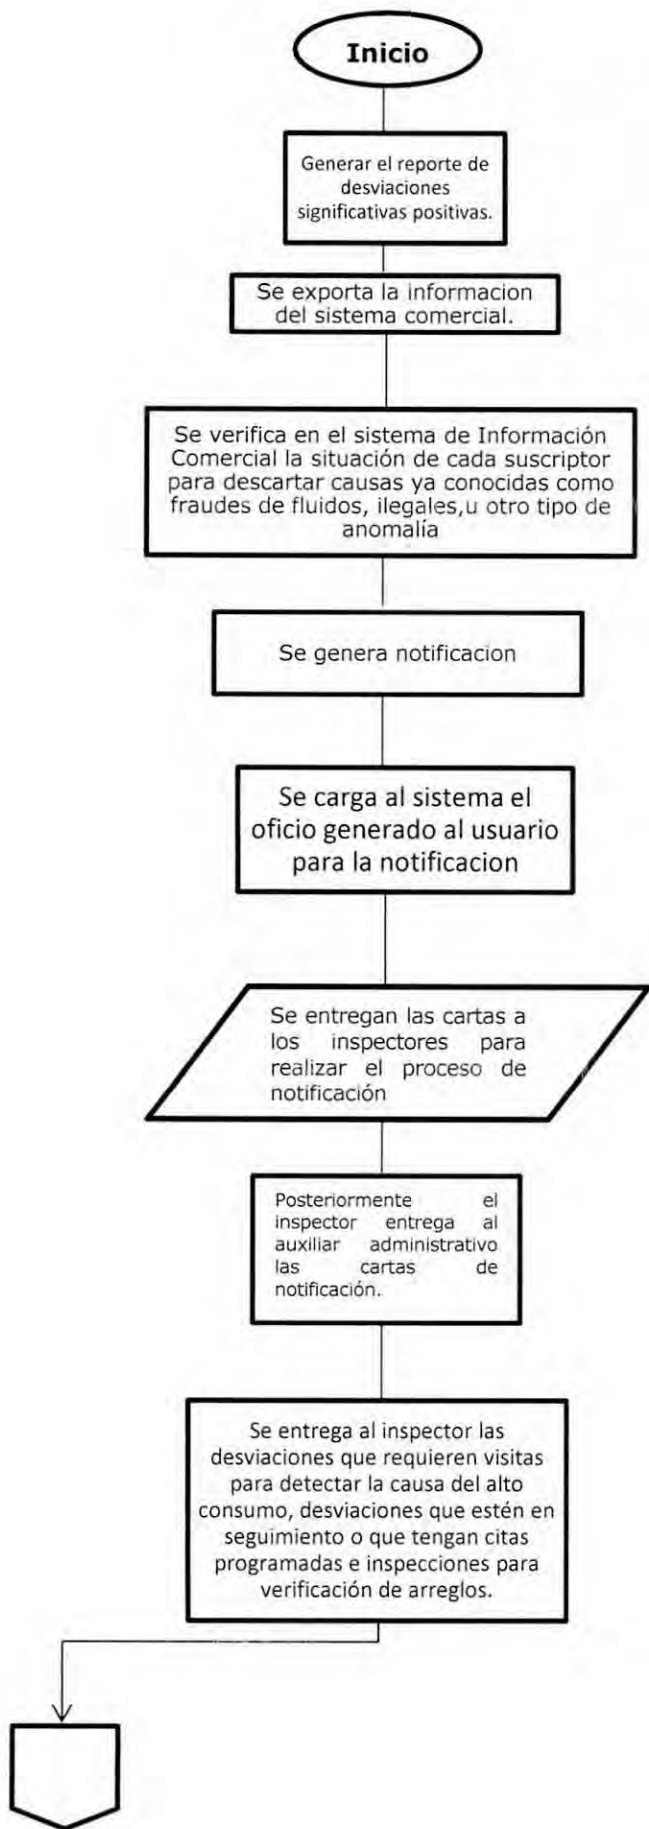 Inicio
Generar el reporte de
desviaciones
significativas positivas.
Se exporta la informacion
del sistema comercial.
Se verifica en el sistema de Información
Comercial la situación de cada suscriptor
para descartar causas ya conocidas como
fraudes de fluidos, ilegales,u otro tipo de
anomalía
Se genera notificacion
Se carga al sistema el
oficio generado al usuario
para la notificacion
Se entregan las cartas a
los inspectores para
realizar el proceso de
notificación
Posteriormente el
inspector entrega al
auxiliar administrativo
las cartas de
notificación.
Se entrega al inspector las
desviaciones que requieren visitas
para detectar la causa del alto
consumo, desviaciones que estén en
seguimiento o que tengan citas
programadas e inspecciones para
verificación de arreglos.